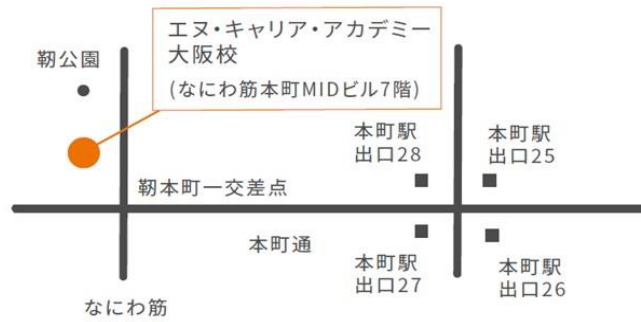 エヌ・キャリア・アカデミー
大阪校
(なにわ筋本町MIDビル7階)
靭公園
本町駅
出口28
本町駅
出口25
靭本町一交差点
本町通
本町駅
出口27
本町駅
出口26
なにわ筋